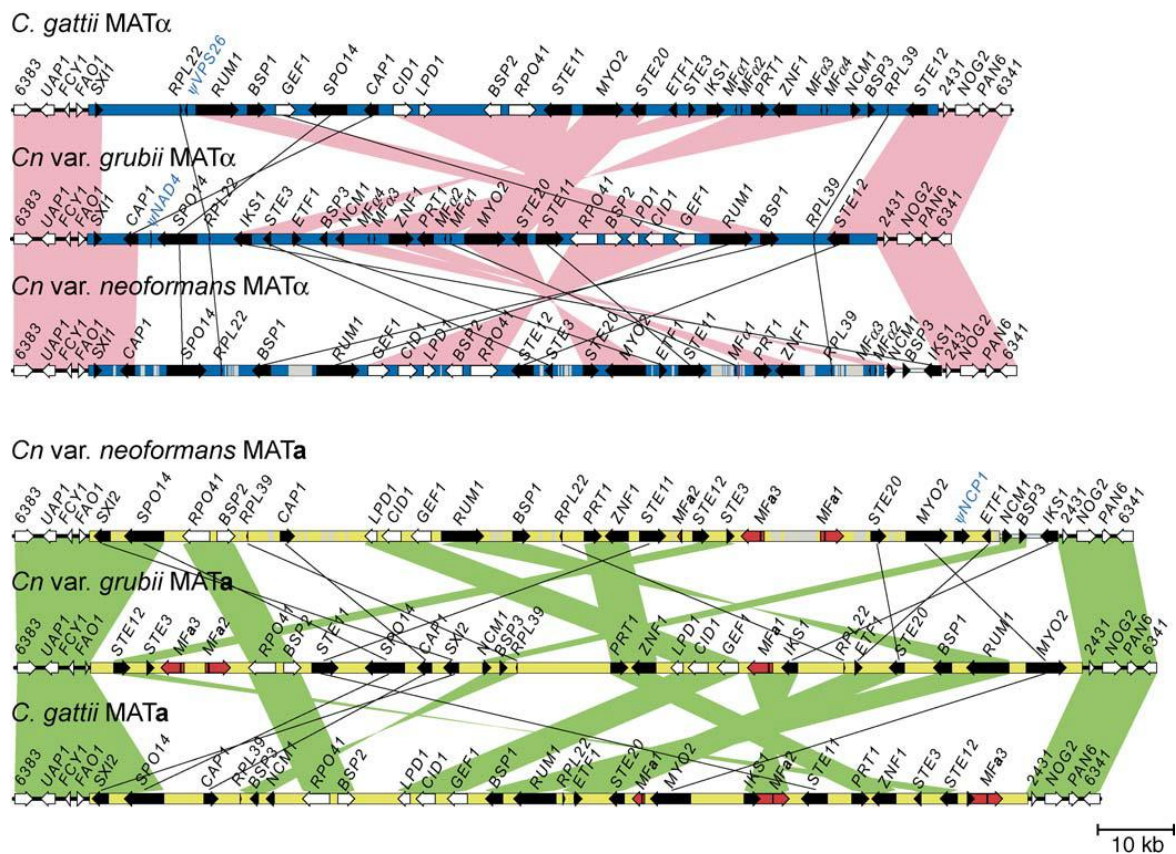 C. gattii MATα
6383 UAP1 FCY1 FAO1 SXI1 RPL22 ψVPS26 RUM1 BSP1 GEF1 SPO14 CAP1 CID1 LPD1 BSP2 RPO41 STE11 MYO2 STE20 ETF1 STE3 IKS1 MFα1 MFα2 PRT1 ZNF1 MFα3 MFα4 NCM1 BSP3 RPL39 STE12 2431 NOG2 PAN6 6341
Cn var. grubii MATα
6383 UAP1 FCY1 FAO1 SXI1 CAP1 ψNAD4 SPO14 RPL22 IKS1 STE3 ETF1 BSP3 NCM1 MFα4 MFα3 ZNF1 PRT1 MFα2 MFα1 MYO2 STE20 STE11 RPO41 BSP2 LPD1 CID1 GEF1 RUM1 BSP1 RPL39 STE12 2431 NOG2 PAN6 6341
Cn var. neoformans MATα
6383 UAP1 FCY1 FAO1 SXI1 CAP1 SPO14 RPL22 BSP1 RUM1 GEF1 CID1 LPD1 BSP2 RPO41 STE12 STE3 STE20 MYO2 ETF1 STE11 MFα1 PRT1 ZNF1 RPL39 MFα3 MFα2 NCM1 BSP3 IKS1 2431 NOG2 PAN6 6341
Cn var. neoformans MATa
6383 UAP1 FCY1 FAO1 SXI2 SPO14 RPO41 BSP2 RPL39 CAP1 LPD1 CID1 GEF1 RUM1 BSP1 RPL22 PRT1 ZNF1 STE11 MFa2 STE12 STE3 MFa3 MFa1 STE20 MYO2 ψNCP1 ETF1 NCM1 BSP3 IKS1 2431 NOG2 PAN6 6341
Cn var. grubii MATa
6383 UAP1 FCY1 FAO1 STE12 STE3 MFa3 MFa2 RPO41 BSP2 STE11 SPO14 CAP1 SXI2 NCM1 BSP3 RPL39 PRT1 ZNF1 LPD1 CID1 GEF1 MFa1 IKS1 RPL22 ETF1 STE20 BSP1 RUM1 MYO2 2431 NOG2 PAN6 6341
C. gattii MATa
6383 UAP1 FCY1 FAO1 SXI2 SPO14 CAP1 RPL39 BSP3 NCM1 RPO41 BSP2 LPD1 CID1 GEF1 BSP1 RUM1 RPL22 ETF1 STE20 MFa1 MYO2 IKS1 MFa2 STE11 PRT1 ZNF1 STE3 STE12 MFa3 2431 NOG2 PAN6 6341
10 kb